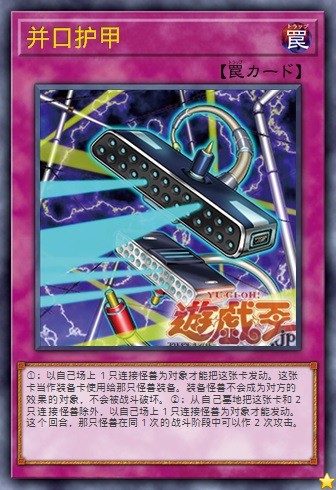 并口护甲
トラップ
罠
【罠カード】
YU-GI-OH!
遊戯王
.JP
①：以自己场上 1 只连接怪兽为对象才能把这张卡发动。这张
卡当作装备卡使用给那只怪兽装备。装备怪兽不会成为对方的
效果的对象，不会被战斗破坏。②：从自己墓地把这张卡和 2
只连接怪兽除外，以自己场上 1 只连接怪兽为对象才能发动。
这个回合，那只怪兽在同 1 次的战斗阶段中可以作 2 次攻击。